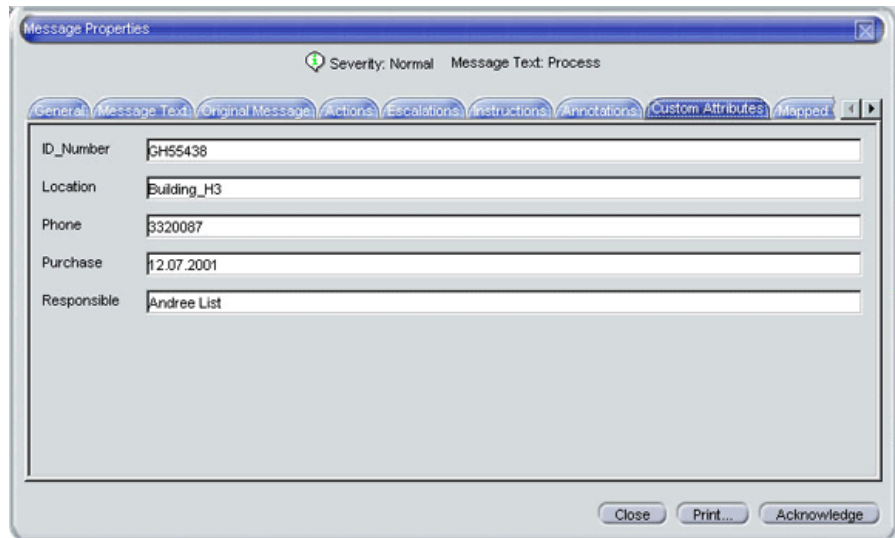 Message Properties
Severity: Normal Message Text: Process
General Message Text Original Message Actions Escalations Instructions Annotations Custom Attributes Mapped
ID_Number GH55438
Location Building_H3
Phone 3320087
Purchase 12.07.2001
Responsible Andree List
Close Print... Acknowledge